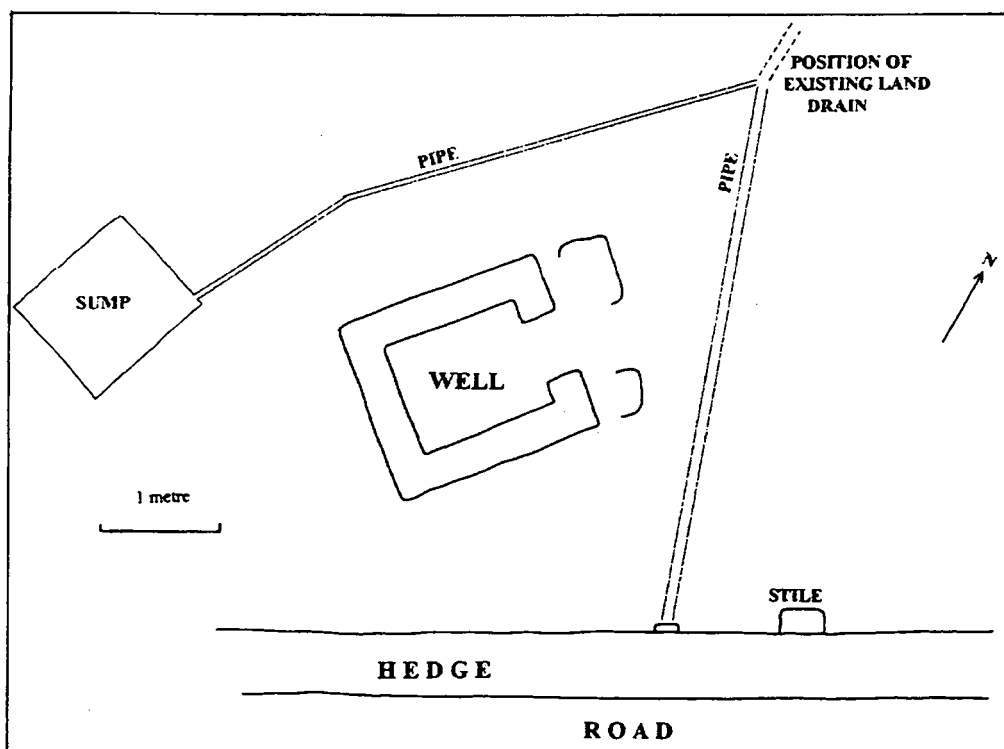 POSITION OF
EXISTING LAND
DRAIN
PIPE
PIPE
N
SUMP
WELL
1 metre
STILE
HEDGE
ROAD